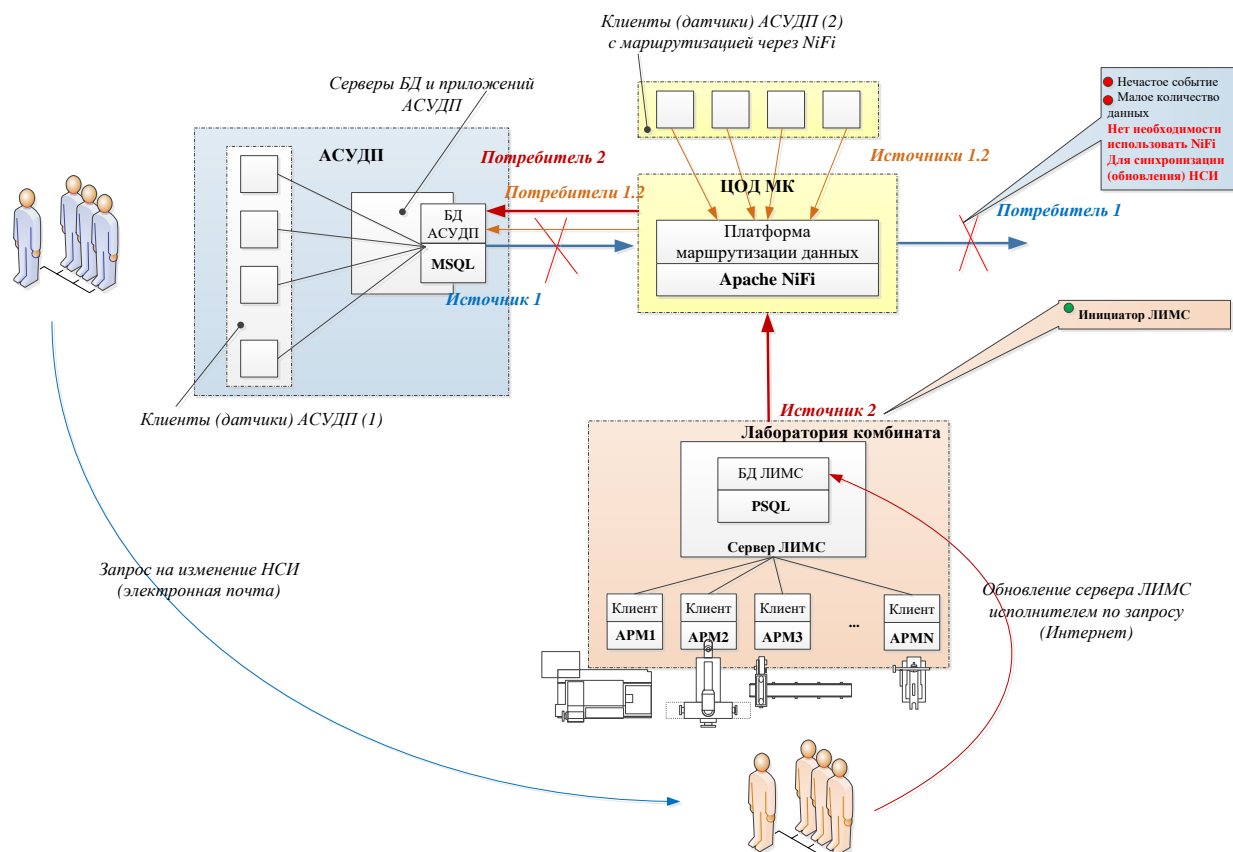 Клиенты (датчики) АСУДП (2)
с маршрутизацией через NiFi
Серверы БД и приложений
АСУДП
Нечастое событие
Малое количество
данных
Нет необходимости
использовать NiFi
Для синхронизации
(обновления) НСИ
АСУДП
Потребитель 2
Источники 1.2
Потребители 1.2
ЦОД МК
Потребитель 1
БД
АСУДП
MSQL
Платформа
маршрутизации данных
Apache NiFi
Источник 1
Инициатор ЛИМС
Клиенты (датчики) АСУДП (1)
Источник 2
Лаборатория комбината
БД ЛИМС
PSQL
Сервер ЛИМС
Запрос на изменение НСИ
(электронная почта)
Обновление сервера ЛИМС
исполнителем по запросу
(Интернет)
Клиент
АРМ1
Клиент
АРМ2
Клиент
АРМ3
...
Клиент
АРМN